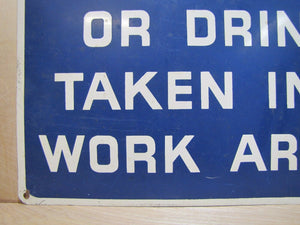 OR DRIN
TAKEN IN
WORK AR